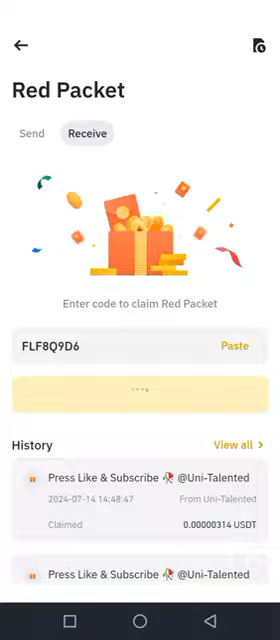 Red Packet
Send
Receive
Enter code to claim Red Packet
FLF8Q9D6
Paste
History
View all
Press Like & Subscribe 🥀 @Uni-Talented
2024-07-14 14:48:47
From Uni-Talented
Claimed
0.00000314 USDT
Press Like & Subscribe 🥀 @Uni-Talented